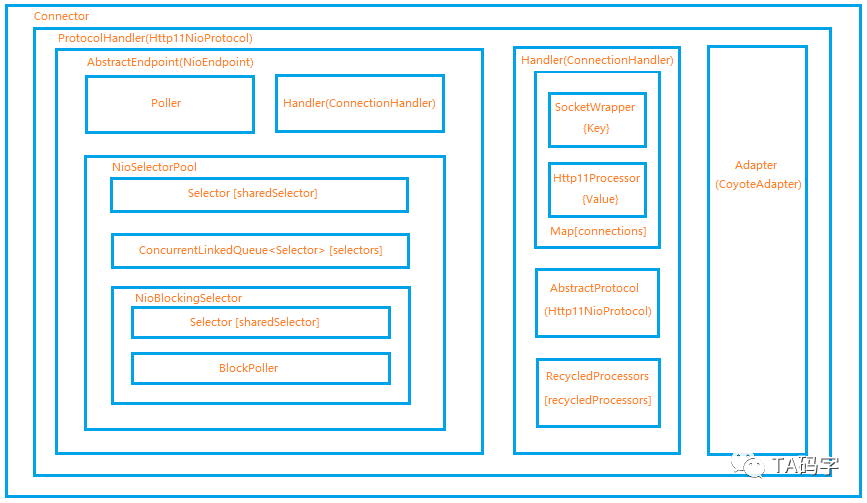 Connector
ProtocolHandler(Http11NioProtocol)
AbstractEndpoint(NioEndpoint)
Poller
Handler(ConnectionHandler)
NioSelectorPool
Selector [sharedSelector]
ConcurrentLinkedQueue<Selector> [selectors]
NioBlockingSelector
Selector [sharedSelector]
BlockPoller
Handler(ConnectionHandler)
SocketWrapper
{Key}
Http11Processor
{Value}
Map[connections]
AbstractProtocol
(Http11NioProtocol)
RecycledProcessors
[recycledProcessors]
Adapter
(CoyoteAdapter)
TA码字